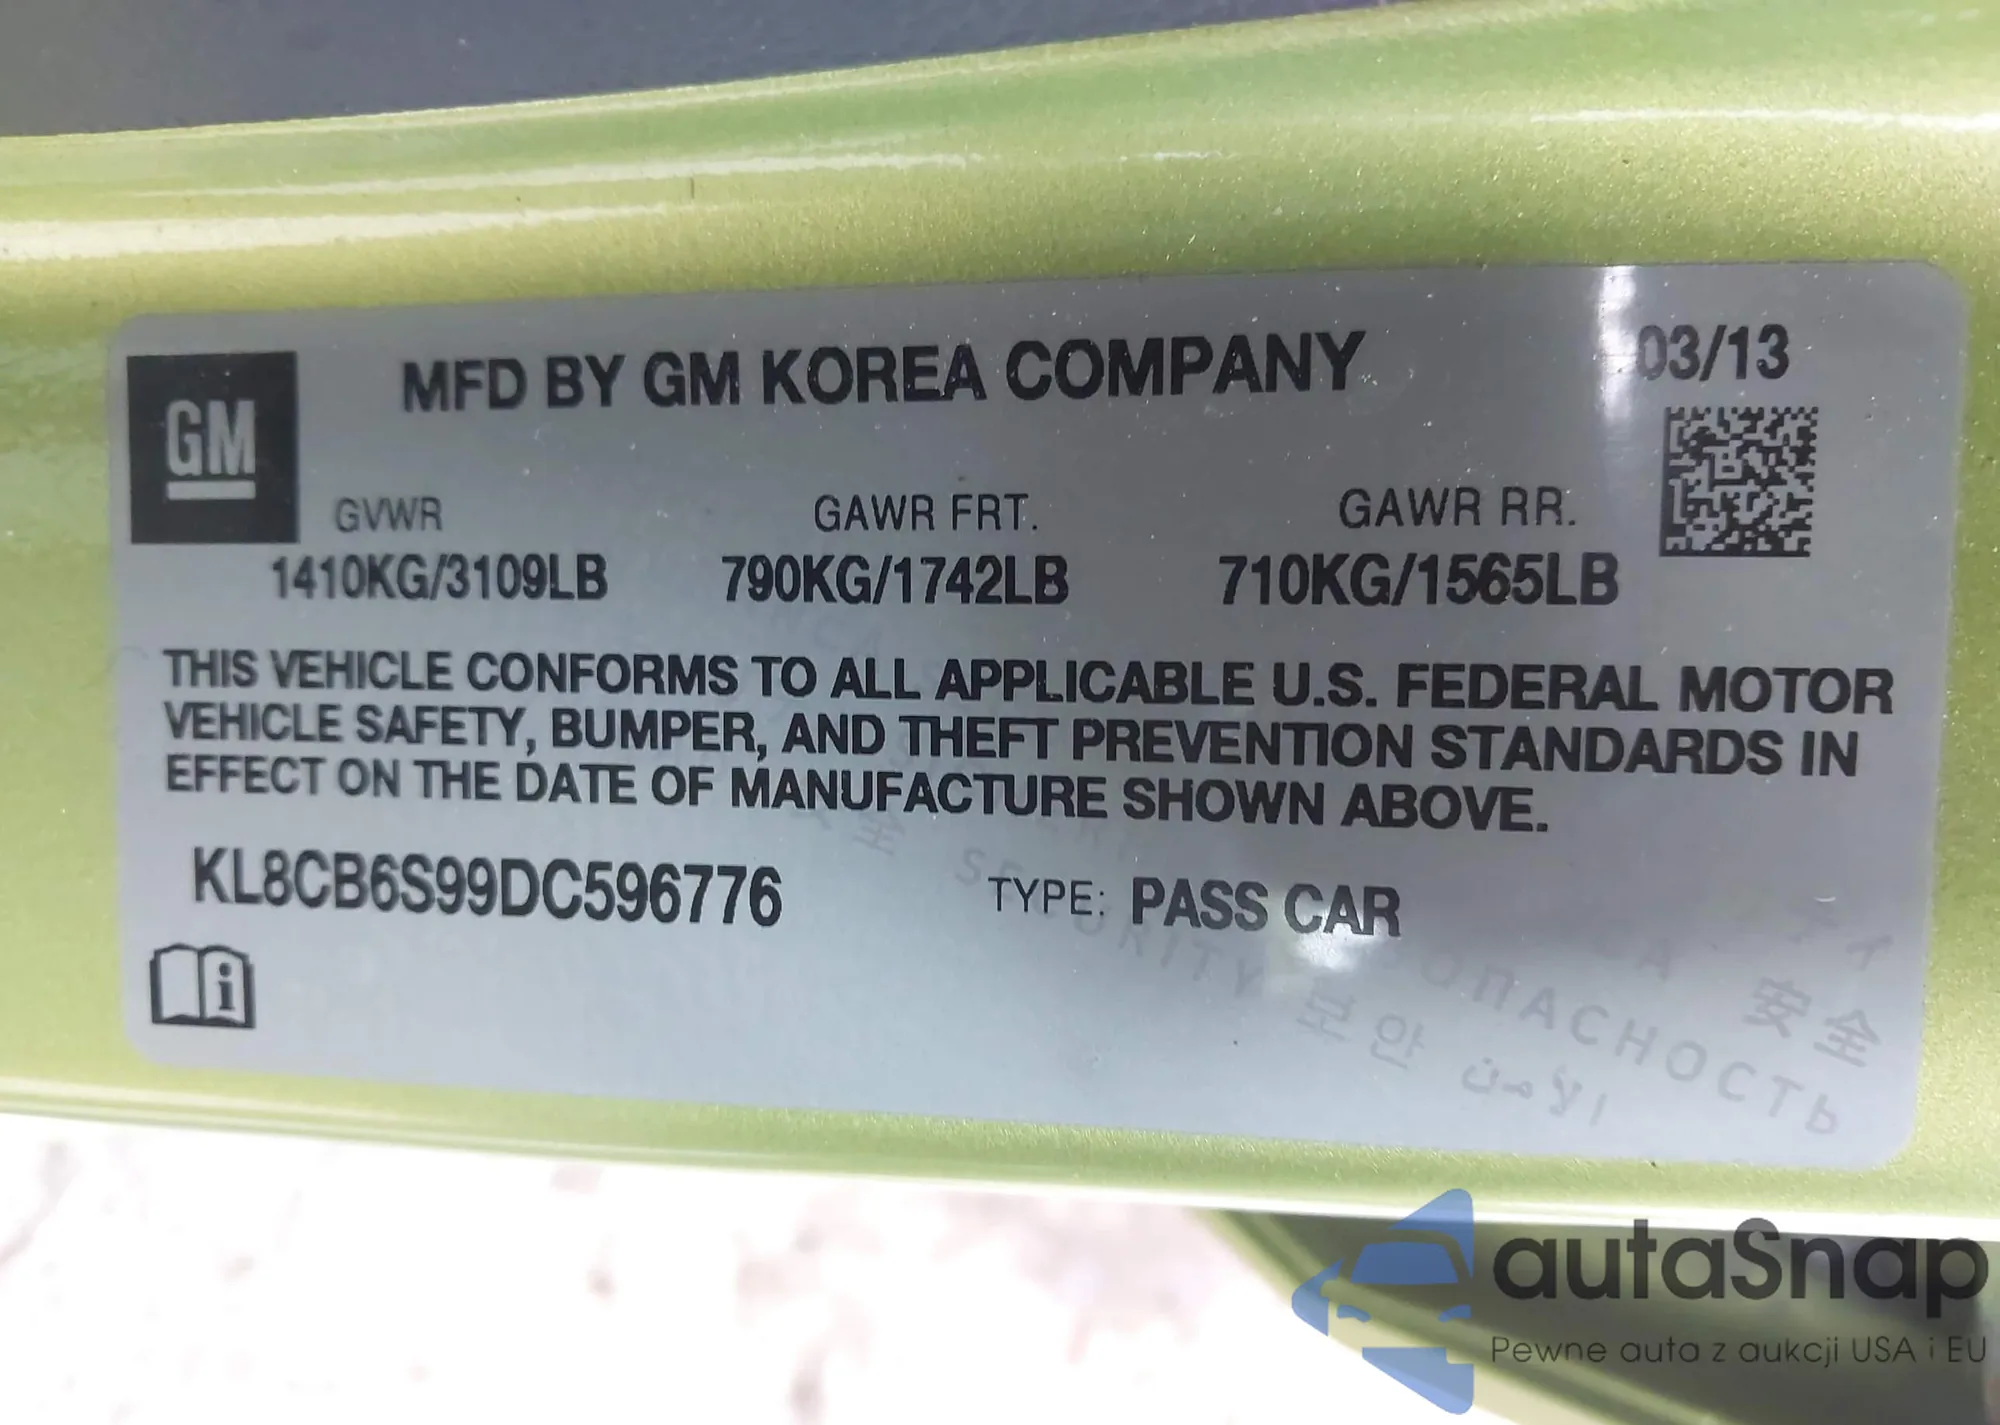 GM
MFD BY GM KOREA COMPANY
03/13
GVWR GAWR FRT. GAWR RR.
1410KG/3109LB 790KG/1742LB 710KG/1565LB
THIS VEHICLE CONFORMS TO ALL APPLICABLE U.S. FEDERAL MOTOR
VEHICLE SAFETY, BUMPER, AND THEFT PREVENTION STANDARDS IN
EFFECT ON THE DATE OF MANUFACTURE SHOWN ABOVE.
KL8CB6S99DC596776 TYPE: PASS CAR
i
安全
보안
الأمن
autaSnap
Pewne auta z aukcji USA i EU